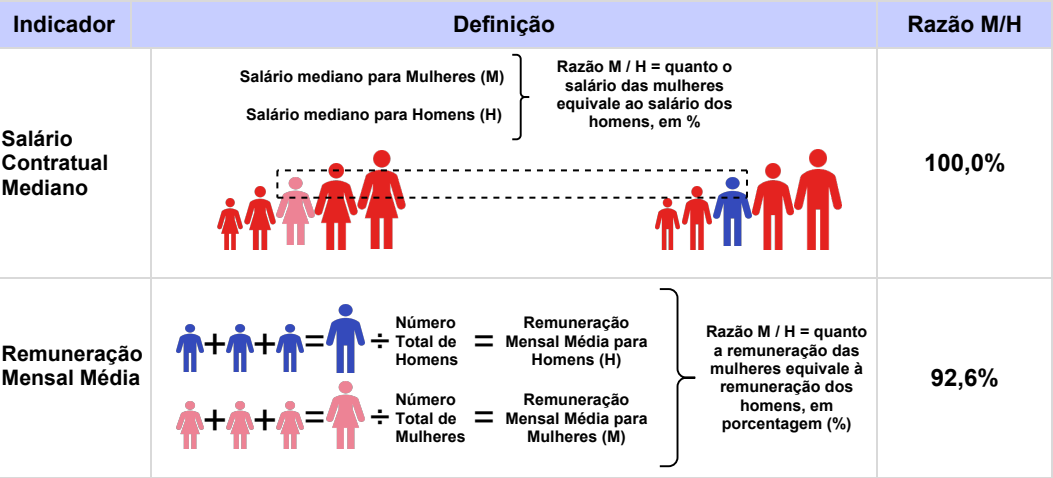 Indicador
Definição
Razão M/H
Salário
Contratual
Mediano
Salário mediano para Mulheres (M)
Salário mediano para Homens (H)
Razão M / H = quanto o
salário das mulheres
equivale ao salário dos
homens, em %
100,0%
Remuneração
Mensal Média
+ + = ÷
Número
Total de
Homens
=
Remuneração
Mensal Média para
Homens (H)
+ + = ÷
Número
Total de
Mulheres
=
Remuneração
Mensal Média para
Mulheres (M)
Razão M / H = quanto
a remuneração das
mulheres equivale à
remuneração dos
homens, em
porcentagem (%)
92,6%